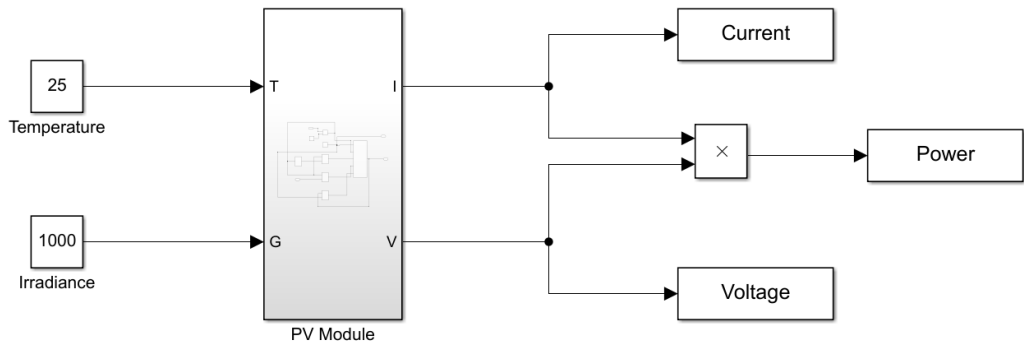 25
Temperature
1000
Irradiance
T
I
G
V
PV Module
Current
×
Power
Voltage